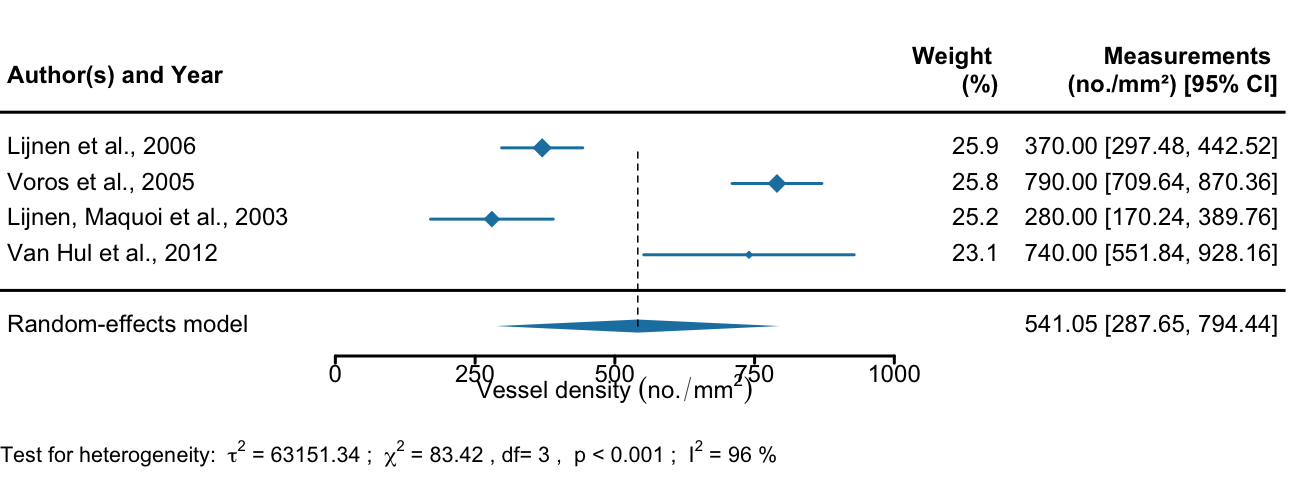 Author(s) and Year Weight (%) Measurements (no./mm²) [95% CI]
Lijnen et al., 2006 25.9 370.00 [297.48, 442.52]
Voros et al., 2005 25.8 790.00 [709.64, 870.36]
Lijnen, Maquoi et al., 2003 25.2 280.00 [170.24, 389.76]
Van Hul et al., 2012 23.1 740.00 [551.84, 928.16]
Random-effects model 541.05 [287.65, 794.44]
0 250 500 750 1000
Vessel density (no./mm²)
Test for heterogeneity: τ² = 63151.34 ; χ² = 83.42 , df= 3 , p < 0.001 ; I² = 96 %